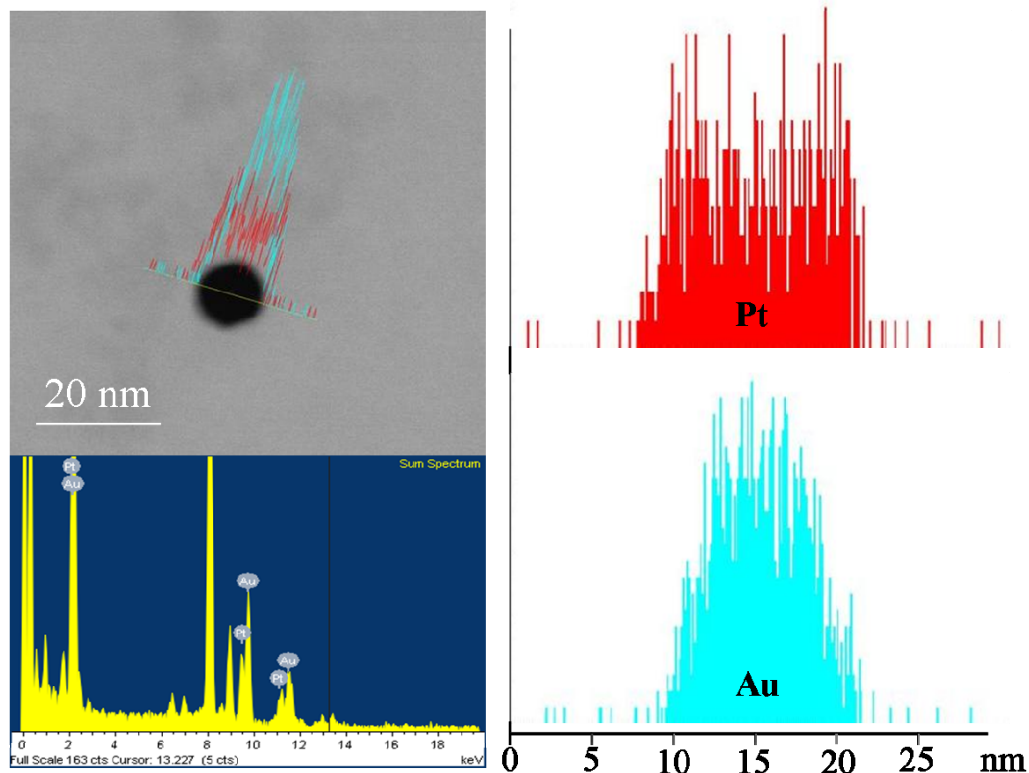 20 nm
Pt
Au
Sum Spectrum
Pt
Au
Au
Pt
Au
Pt
0 2 4 6 8 10 12 14 16 18
Full Scale 163 cts Cursor: 13.227 (5 cts) keV
Pt
Au
0 5 10 15 20 25 nm